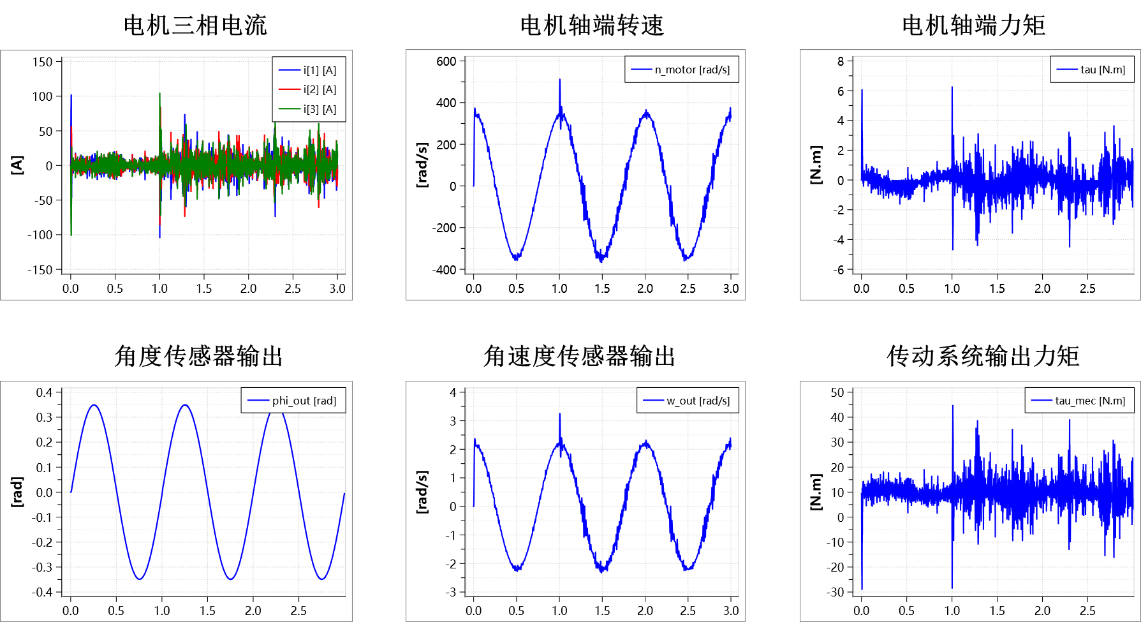 电机三相电流
电机轴端转速
电机轴端力矩
150
100
50
0
-50
-100
-150
[A]
i[1] [A]
i[2] [A]
i[3] [A]
0.0 0.5 1.0 1.5 2.0 2.5 3.0
600
400
200
0
-200
-400
[rad/s]
n_motor [rad/s]
0.0 0.5 1.0 1.5 2.0 2.5 3.0
8
6
4
2
0
-2
-4
-6
[N.m]
tau [N.m]
0.0 0.5 1.0 1.5 2.0 2.5
角度传感器输出
角速度传感器输出
传动系统输出力矩
0.4
0.3
0.2
0.1
0.0
-0.1
-0.2
-0.3
-0.4
[rad]
phi_out [rad]
0.0 0.5 1.0 1.5 2.0 2.5
4
3
2
1
0
-1
-2
-3
[rad/s]
w_out [rad/s]
0.0 0.5 1.0 1.5 2.0 2.5 3.0
50
40
30
20
10
0
-10
-20
-30
[N.m]
tau_mec [N.m]
0.0 0.5 1.0 1.5 2.0 2.5